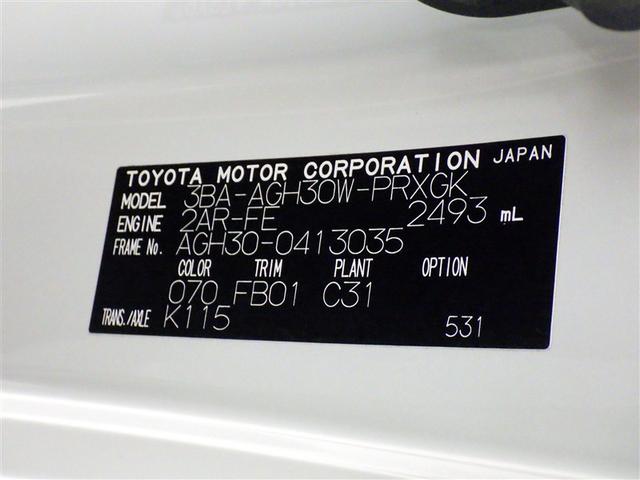 TOYOTA MOTOR CORPORATION JAPAN
MODEL 3BA-AGH30W-PRXGK
ENGINE 2AR-FE 2493 mL
FRAME No. AGH30-0413035
COLOR TRIM PLANT OPTION
070 FB01 C31
TRANS./AXLE K115 531